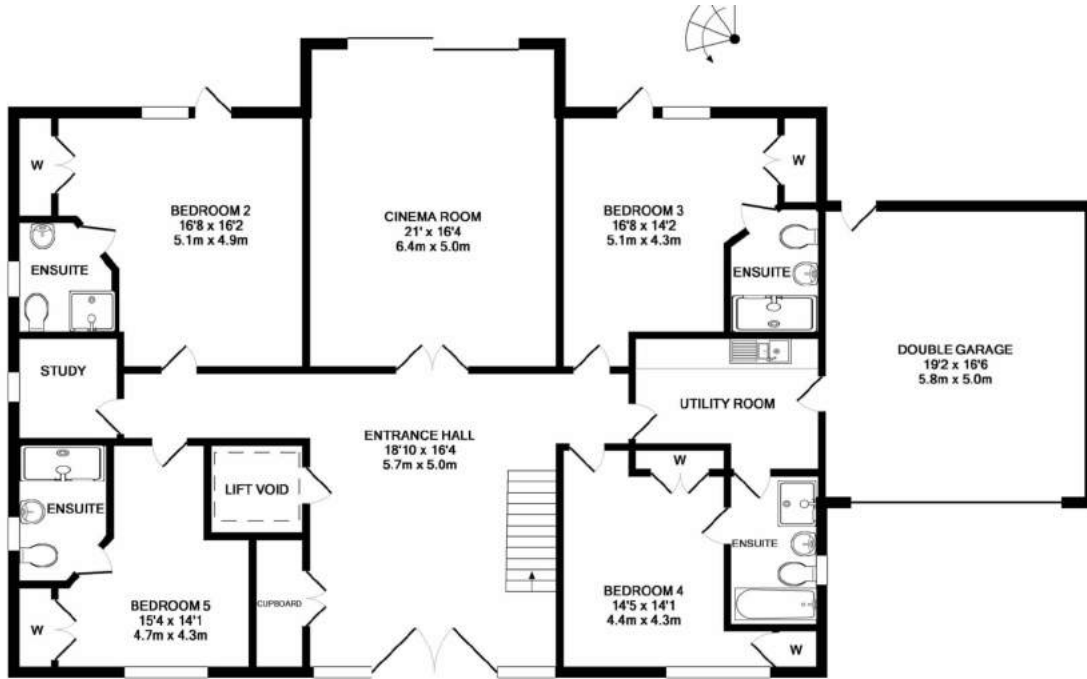 W
BEDROOM 2
16'8 x 16'2
5.1m x 4.9m
ENSUITE
CINEMA ROOM
21' x 16'4
6.4m x 5.0m
BEDROOM 3
16'8 x 14'2
5.1m x 4.3m
W
ENSUITE
DOUBLE GARAGE
19'2 x 16'6
5.8m x 5.0m
STUDY
UTILITY ROOM
ENTRANCE HALL
18'10 x 16'4
5.7m x 5.0m
W
LIFT VOID
ENSUITE
ENSUITE
BEDROOM 5
15'4 x 14'1
4.7m x 4.3m
W
CUPBOARD
BEDROOM 4
14'5 x 14'1
4.4m x 4.3m
W